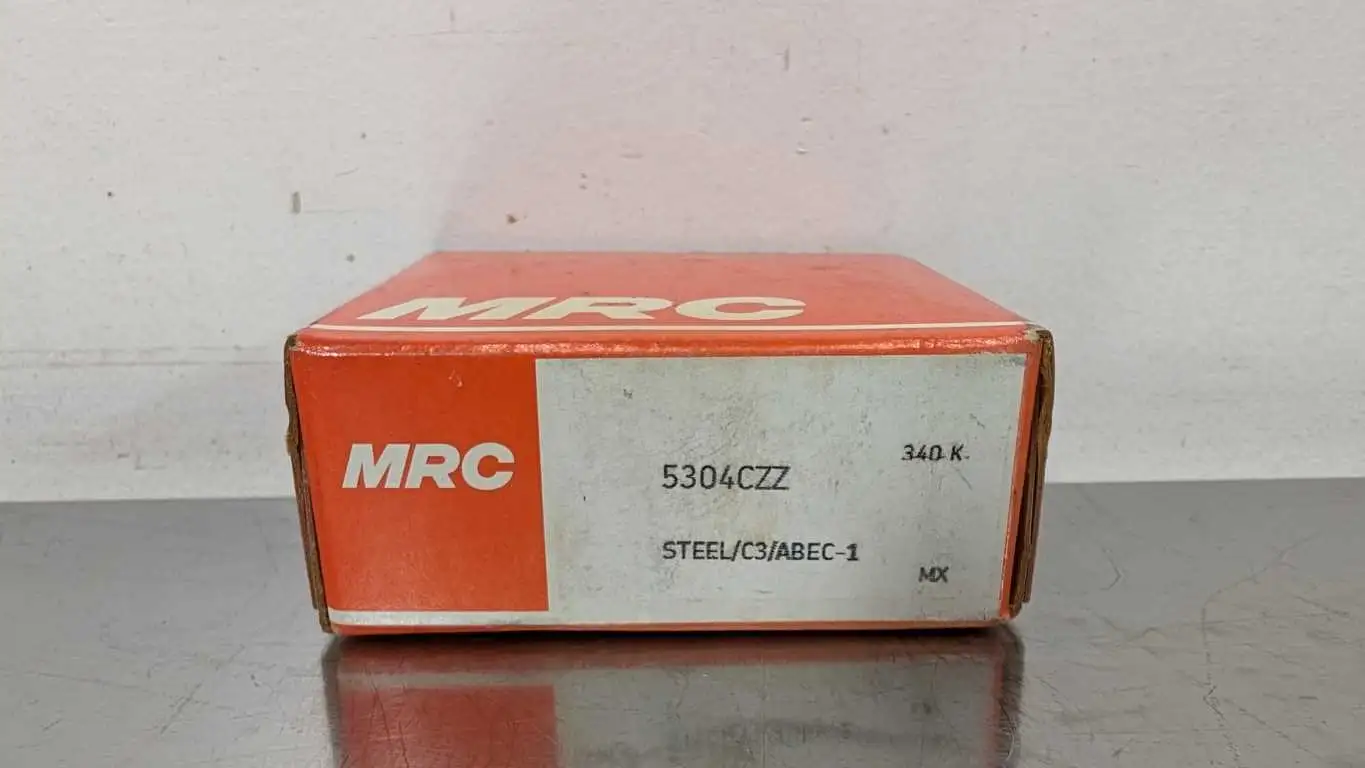 MRC
MRC
340 K.
5304CZZ
STEEL/C3/ABEC-1
MX